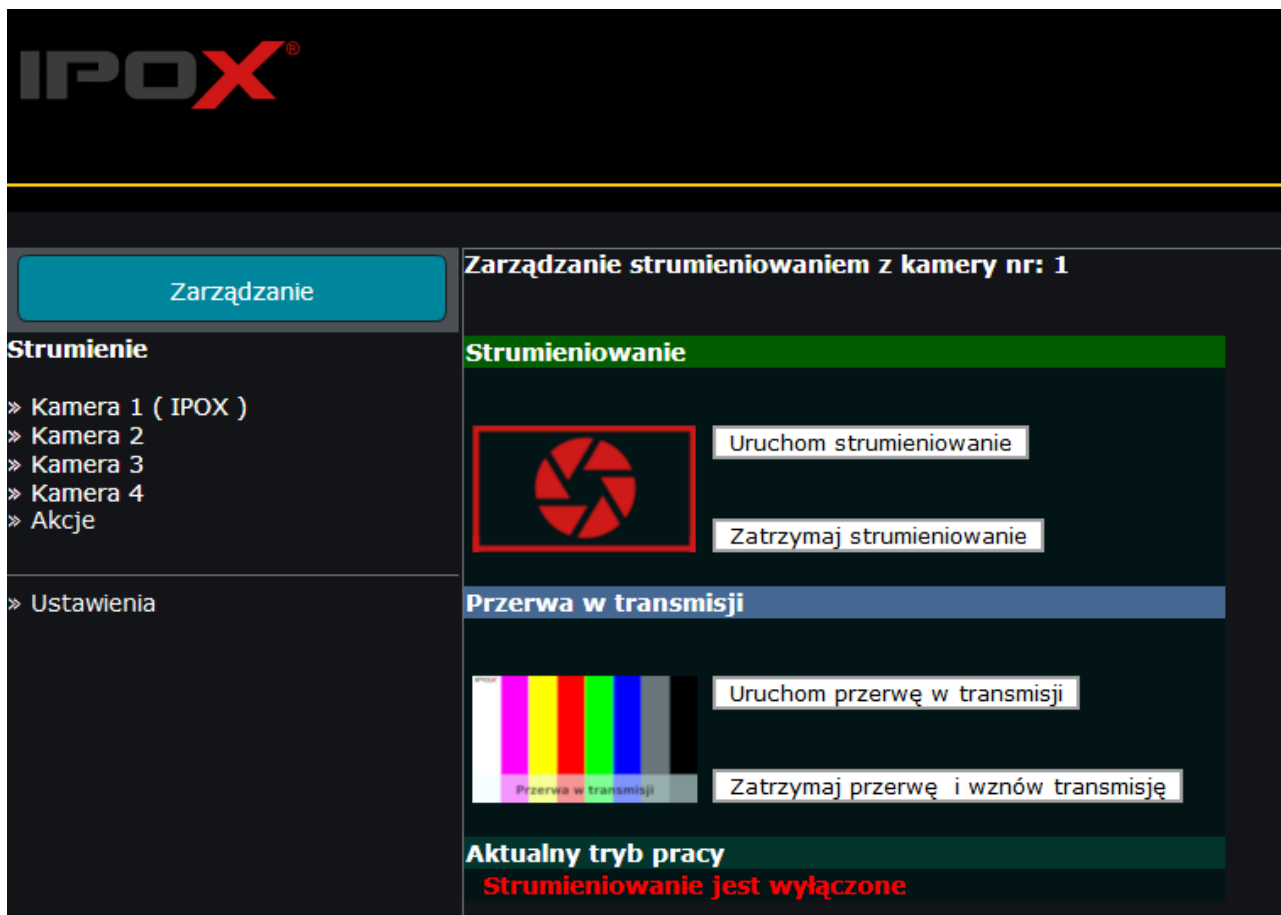 IPOX®
Zarządzanie
Strumienie
» Kamera 1 ( IPOX )
» Kamera 2
» Kamera 3
» Kamera 4
» Akcje
» Ustawienia
Zarządzanie strumieniowaniem z kamery nr: 1
Strumieniowanie
Uruchom strumieniowanie
Zatrzymaj strumieniowanie
Przerwa w transmisji
IPOX
Przerwa w transmisji
Uruchom przerwę w transmisji
Zatrzymaj przerwę  i wznów transmisję
Aktualny tryb pracy
Strumieniowanie jest wyłączone